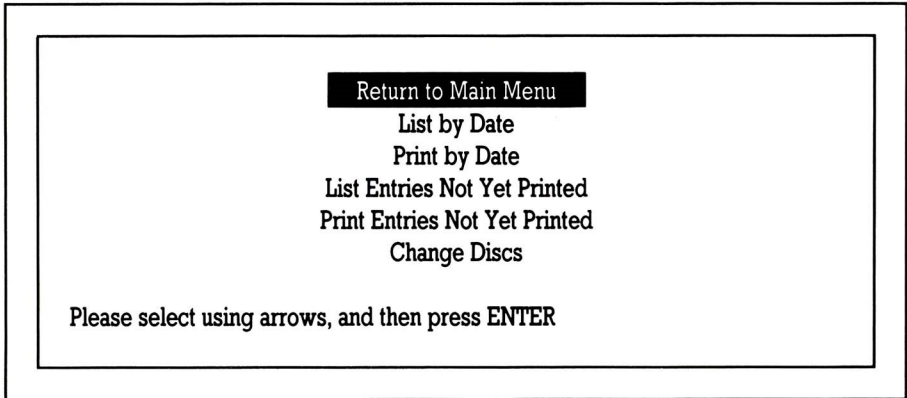 Return to Main Menu
List by Date
Print by Date
List Entries Not Yet Printed
Print Entries Not Yet Printed
Change Discs
Please select using arrows, and then press ENTER